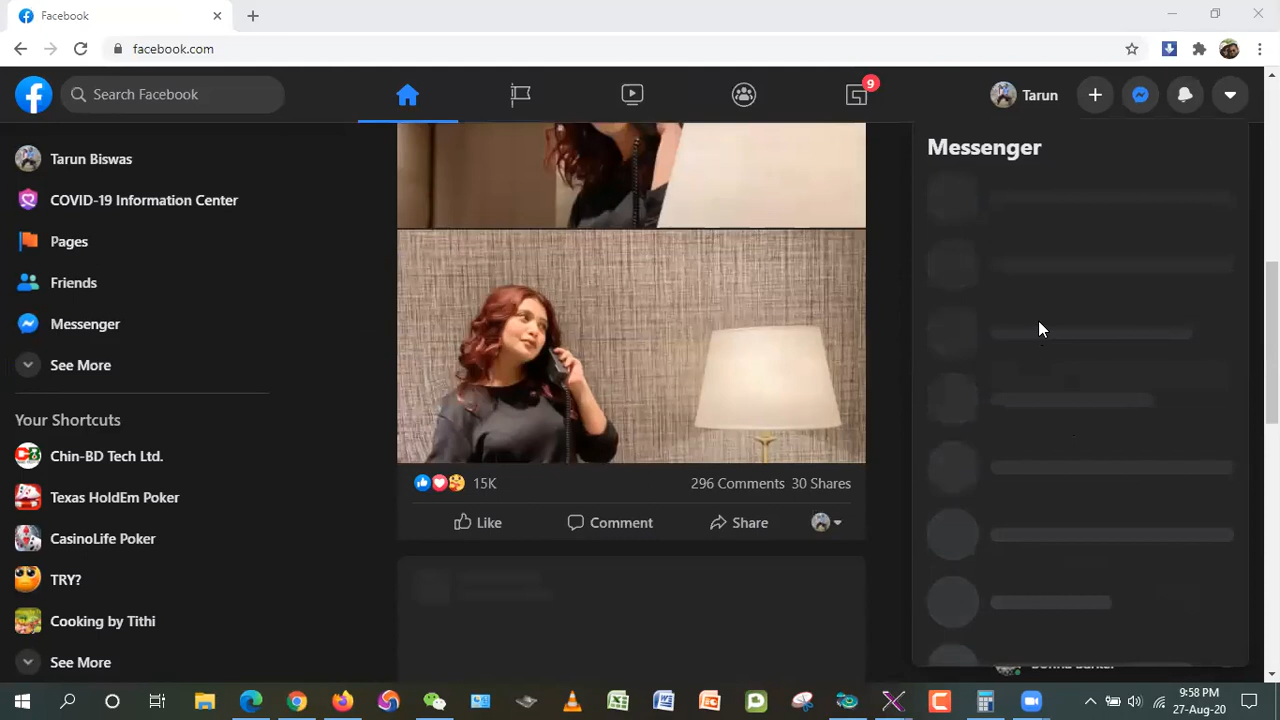 Facebook
facebook.com
Search Facebook
9
Tarun
Tarun Biswas
COVID-19 Information Center
Pages
Friends
Messenger
See More
Your Shortcuts
Chin-BD Tech Ltd.
Texas HoldEm Poker
CasinoLife Poker
TRY?
Cooking by Tithi
See More
15K
296 Comments 30 Shares
Like
Comment
Share
Messenger
9:58 PM
27-Aug-20